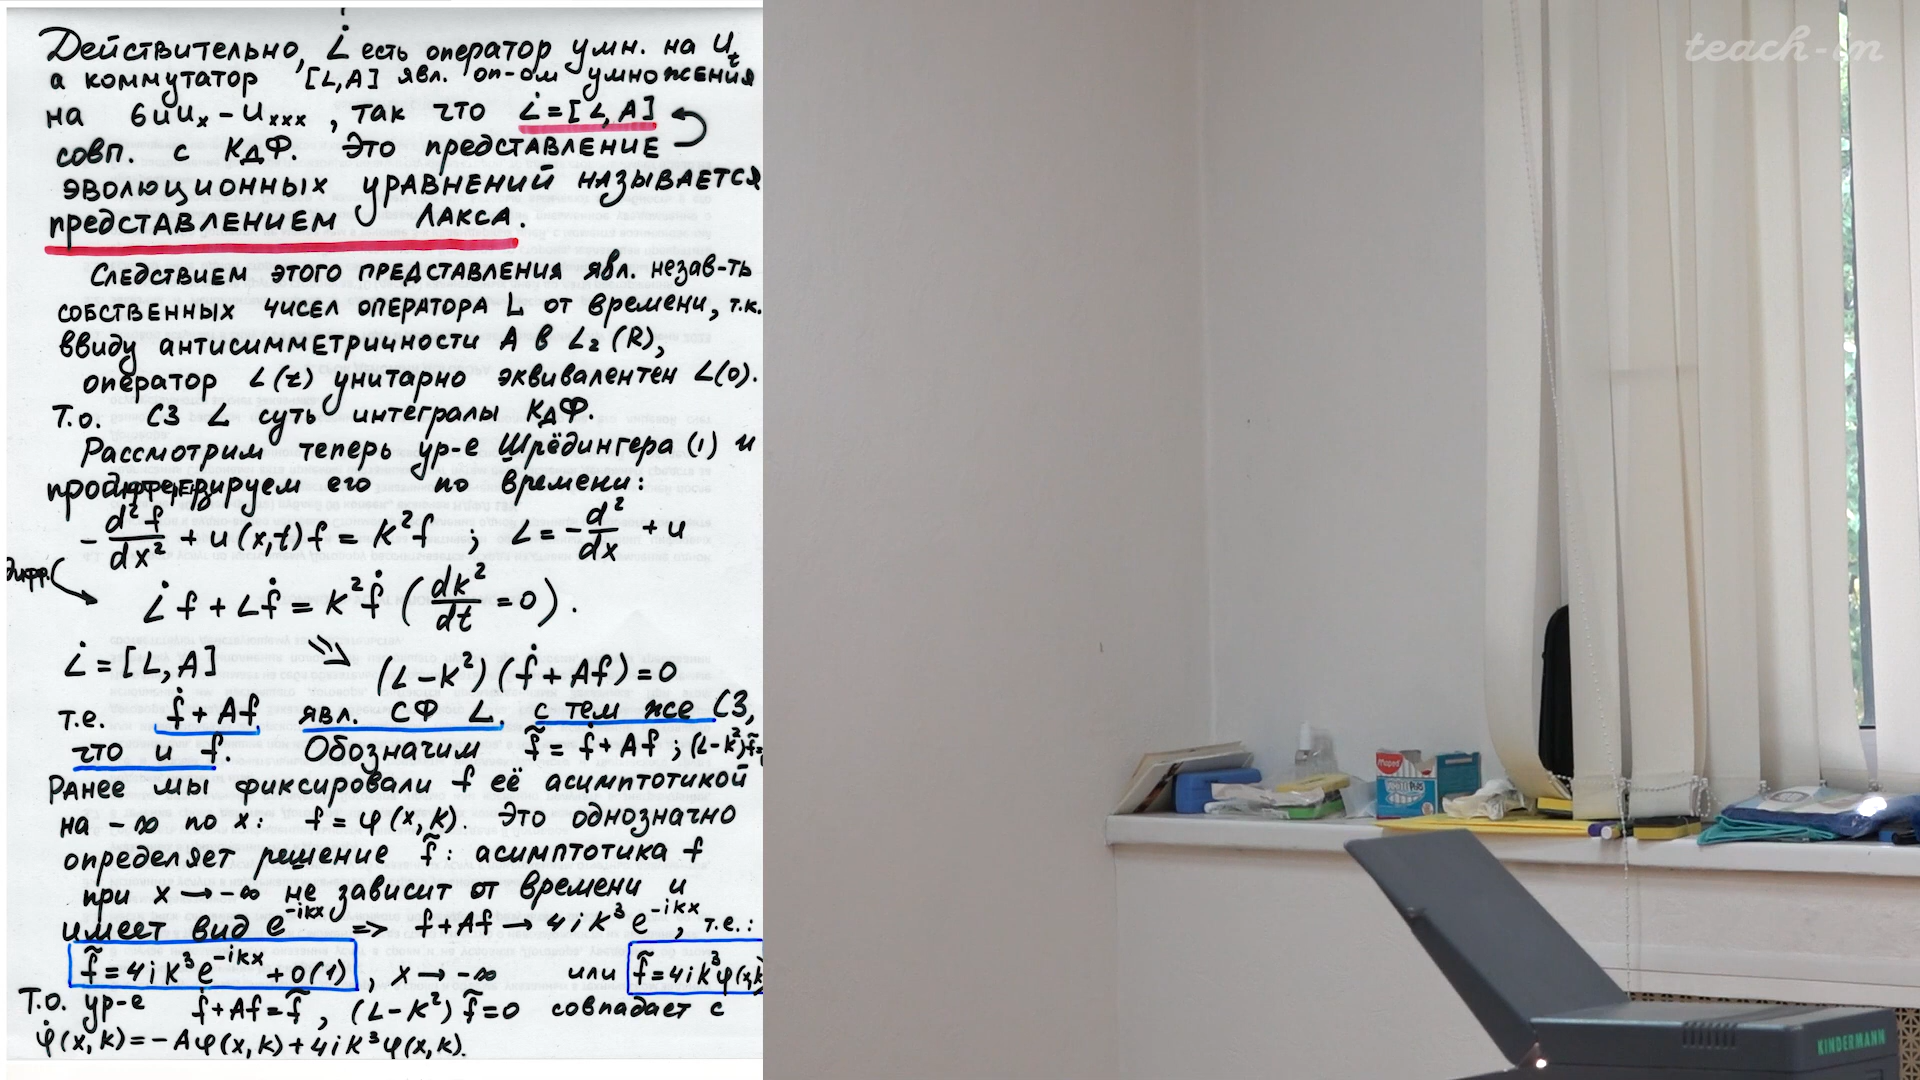 Действительно, L̇ есть оператор умн. на u_t
а коммутатор [L,A] явл. оп-ом умножения
на 6uu_x - u_xxx, так что L̇=[L,A]
совп. с КдФ. Это представление
эволюционных уравнений называется
представлением Лакса.
Следствием этого представления явл. незав-ть
собственных чисел оператора L от времени, т.к.
ввиду антисимметричности A в L₂(R),
оператор L(t) унитарно эквивалентен L(0).
Т.о. СЗ L суть интегралы КдФ.
Рассмотрим теперь ур-е Шрёдингера (1) и
его по времени:
- d²f/dx² + u(x,t)f = k²f ; L = - d²/dx + u
дифф.
L̇f + Lḟ = k²ḟ (dk²/dt = 0).
L̇ = [L,A] ⇒ (L-k²)(ḟ + Af) = 0
т.е. ḟ + Af явл. СФ L с тем же СЗ,
что и f. Обозначим f̃ = ḟ + Af ; (L-k²)f̃=
Ранее мы фиксировали f её асимптотикой
на -∞ по x: f = φ(x,k). Это однозначно
определяет решение f̃: асимптотика f
при x → -∞ не зависит от времени и
имеет вид e^{-ikx} => ḟ+Af → 4ik³ e^{-ikx}, т.е.:
f̃=4ik³e^{-ikx}+o(1), x → -∞ или f̃=4ik³φ(x,k)
Т.о. ур-е ḟ+Af=f̃, (L-k²)f̃=0 совпадает с
φ̇(x,k)=-Aφ(x,k)+4ik³φ(x,k).
teach-in
Maped
KINDERMANN